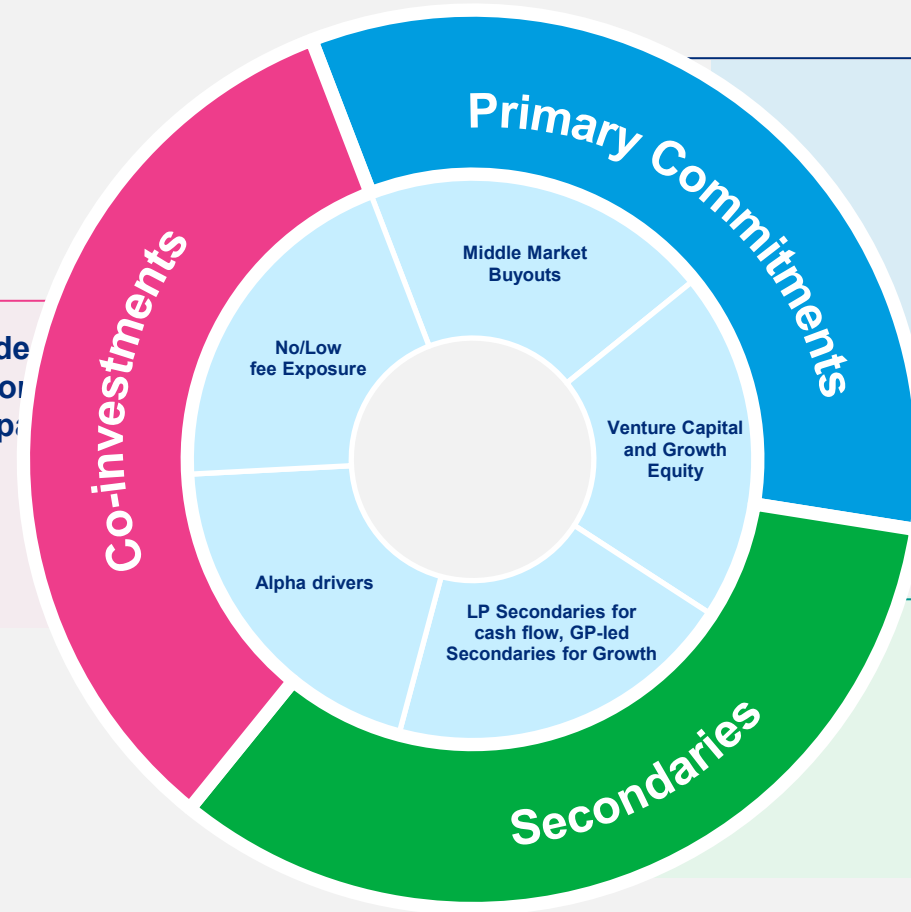 Primary Commitments
Co-investments
Secondaries
Middle Market
Buyouts
No/Low
fee Exposure
Venture Capital
and Growth
Equity
Alpha drivers
LP Secondaries for
cash flow, GP-led
Secondaries for Growth